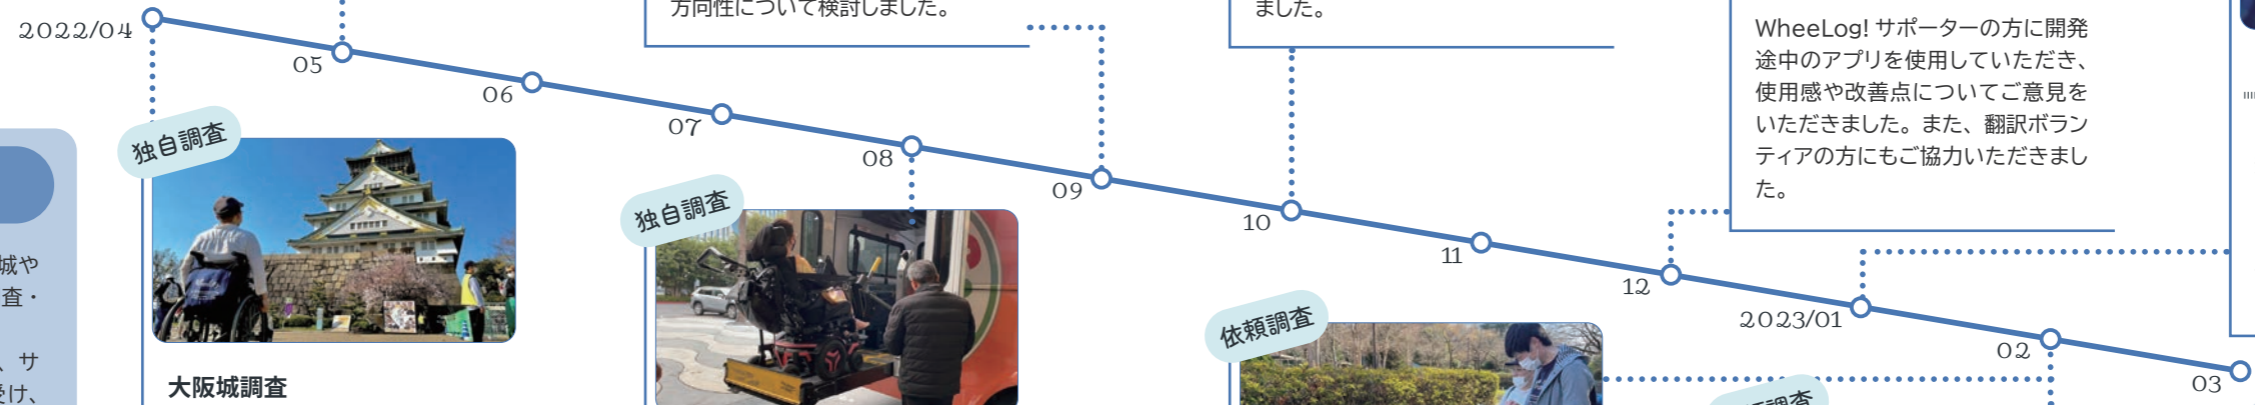 方向性について検討しました。
ました。
WheeLog! サポーターの方に開発
途中のアプリを使用していただき、
使用感や改善点についてご意見を
いただきました。また、翻訳ボラン
ティアの方にもご協力いただきまし
た。
2022/04
05
06
07
08
09
10
11
12
2023/01
02
03
独自調査
大阪城調査
独自調査
依頼調査
調査
城や
査・
、サ
受け、